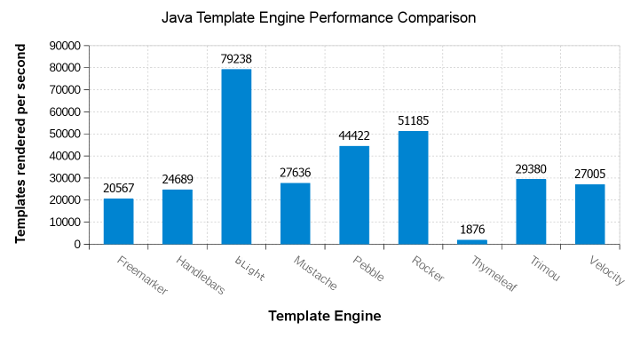 Java Template Engine Performance Comparison
Templates rendered per second
90000
80000
70000
60000
50000
40000
30000
20000
10000
0
20567
24689
79238
27636
44422
51185
1876
29380
27005
Freemarker
Handlebars
bLight
Mustache
Pebble
Rocker
Thymeleaf
Trimou
Velocity
Template Engine